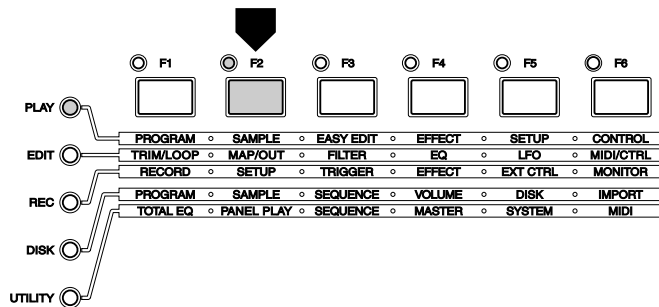 F1 F2 F3 F4 F5 F6
PLAY
PROGRAM SAMPLE EASY EDIT EFFECT SETUP CONTROL
EDIT
TRIM/LOOP MAP/OUT FILTER EQ LFO MIDI/CTRL
RECORD SETUP TRIGGER EFFECT EXT CTRL MONITOR
REC
PROGRAM SAMPLE SEQUENCE VOLUME DISK IMPORT
TOTAL EQ PANEL PLAY SEQUENCE MASTER SYSTEM MIDI
DISK
UTILITY